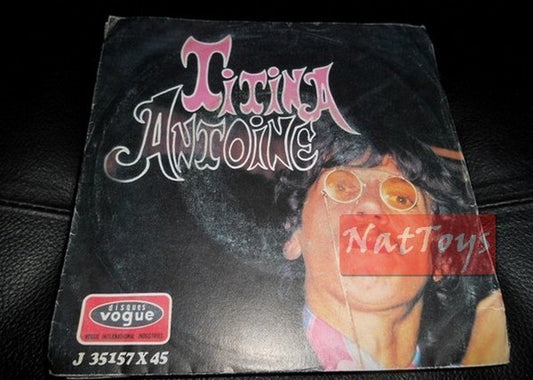 TITINA
ANTOINE
NatToys
disques
vogue
VOGUE INTERNATIONAL INDUSTRIES
J 35157 X 45